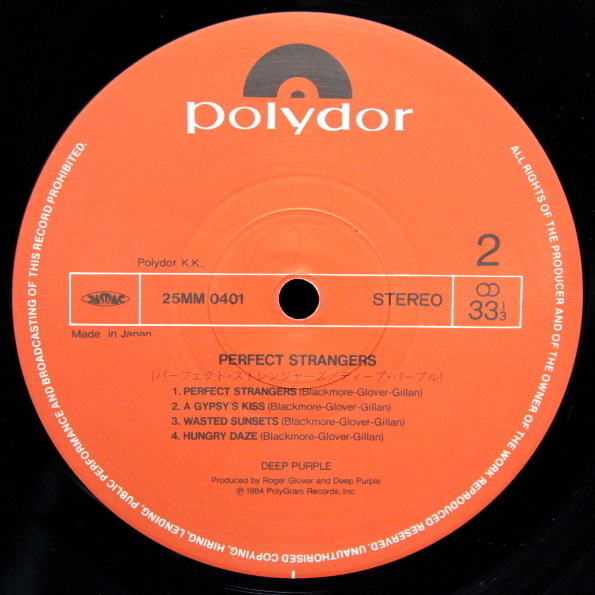 polydor
ALL RIGHTS OF THE PRODUCER AND OF THE OWNER OF THE WORK REPRODUCED RESERVED. UNAUTHORISED COPYING, HIRING, LENDING, PUBLIC PERFORMANCE AND BROADCASTING OF THIS RECORD PROHIBITED.
2
Polydor K.K.,
JASRAC 25MM 0401 STEREO 33 1/3
Made in Japan
PERFECT STRANGERS
(パーフェクト・ストレンジャーズ/ディープ・パープル)
1. PERFECT STRANGERS (Blackmore-Glover-Gillan)
2. A GYPSY'S KISS (Blackmore-Glover-Gillan)
3. WASTED SUNSETS (Blackmore-Glover-Gillan)
4. HUNGRY DAZE (Blackmore-Glover-Gillan)
DEEP PURPLE
Produced by Roger Glover and Deep Purple
℗ 1984 PolyGram Records, Inc.